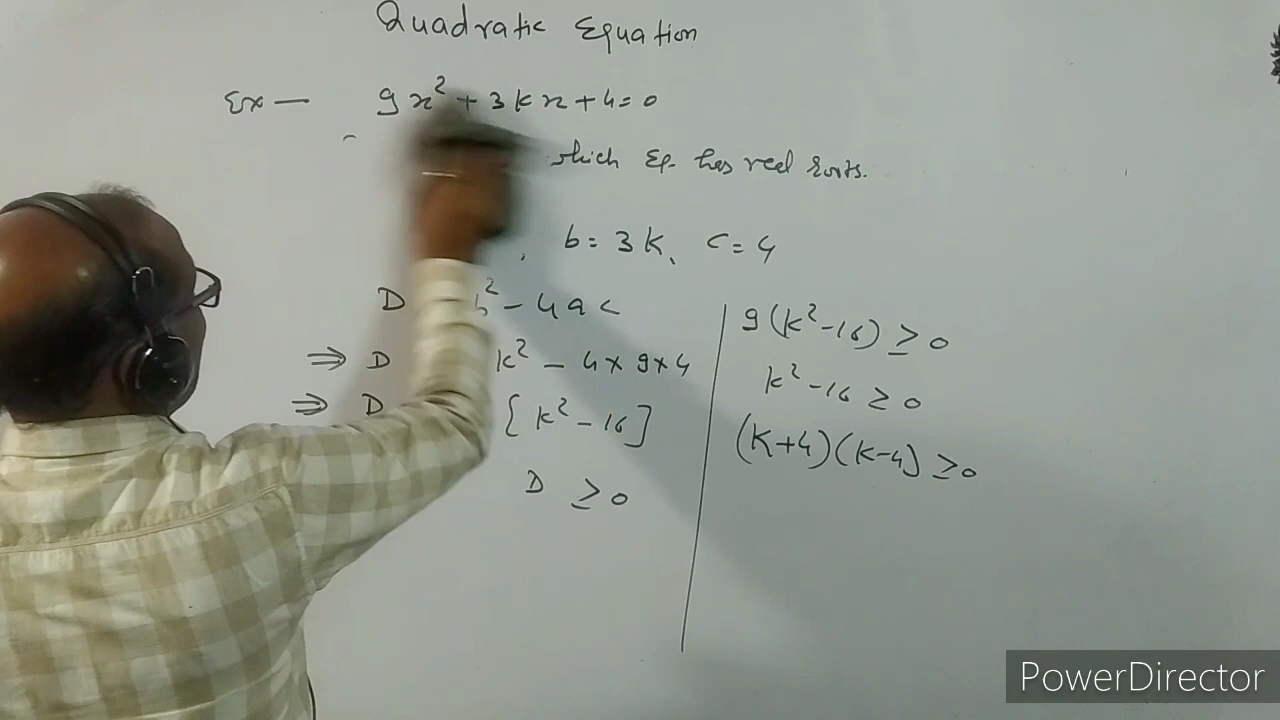 Quadratic Equation
Ex — 9x² + 3kx + 4 = 0
which Eq. has real roots.
, b = 3k, c = 4
D b² - 4ac
⇒ D k² - 4×9×4
⇒ D { k² - 16 ]
D ≥ 0
9(k² - 16) ≥ 0
k² - 16 ≥ 0
(k+4)(k-4) ≥ 0
PowerDirector